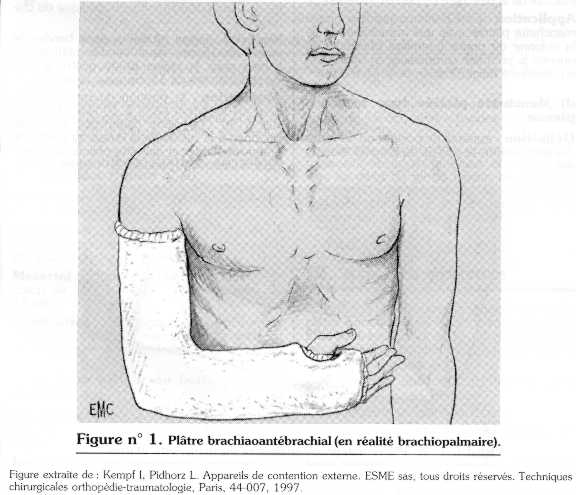 EMC
Figure n° 1. Plâtre brachiaoantébrachial (en réalité brachiopalmaire).
Figure extraite de : Kempf I, Pidhorz L. Appareils de contention externe. ESME sas, tous droits réservés. Techniques
chirurgicales orthopédie-traumatologie, Paris, 44-007, 1997.